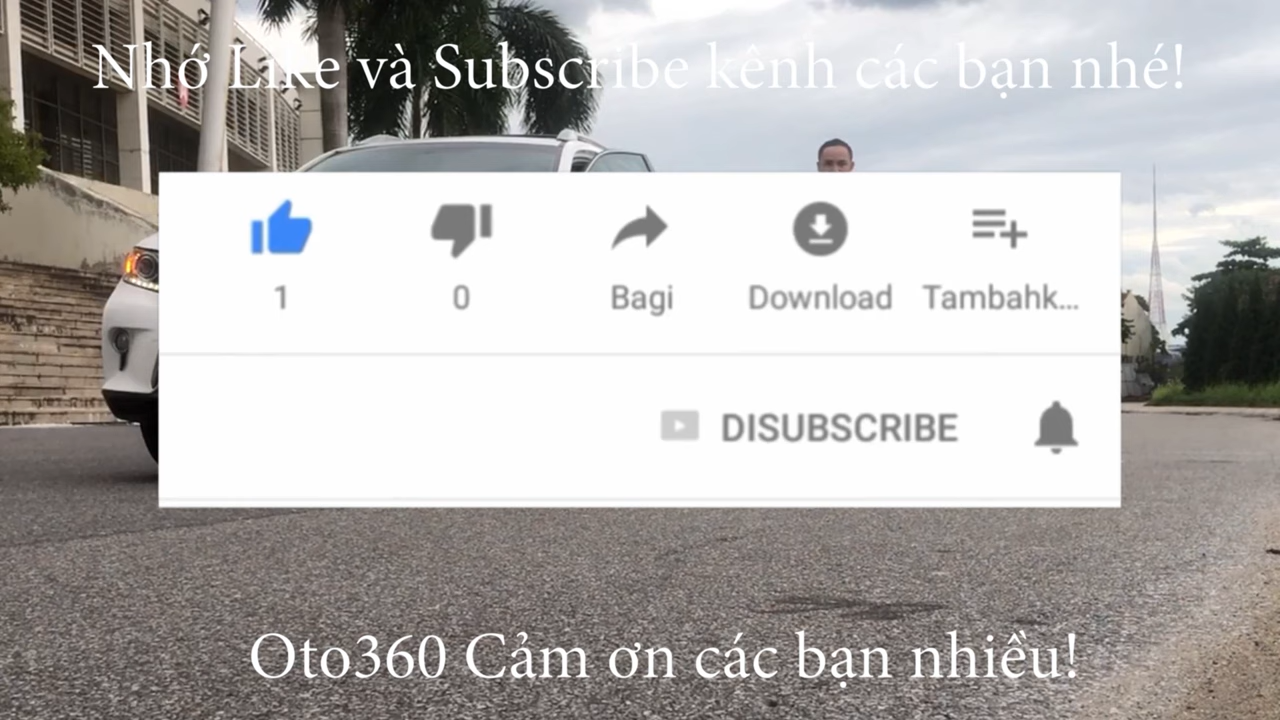 Nhớ Like và Subscribe kênh các bạn nhé!
1 0 Bagi Download Tambahk...
DISUBSCRIBE
Oto360 Cảm ơn các bạn nhiều!